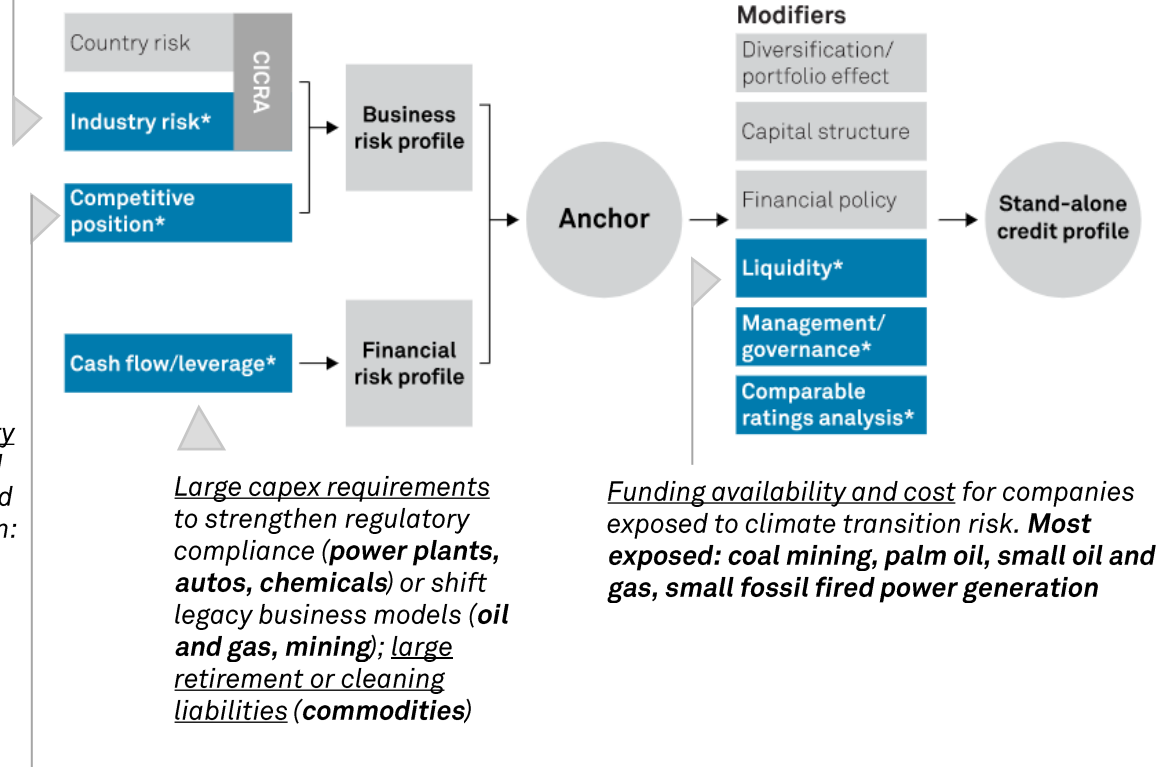 Modifiers
Country risk
CICRA
Industry risk*
Competitive
position*
Cash flow/leverage*
Business
risk profile
Financial
risk profile
Anchor
Diversification/
portfolio effect
Capital structure
Financial policy
Liquidity*
Management/
governance*
Comparable
ratings analysis*
Stand-alone
credit profile
Large capex requirements
to strengthen regulatory
compliance (power plants,
autos, chemicals) or shift
legacy business models (oil
and gas, mining); large
retirement or cleaning
liabilities (commodities)
Funding availability and cost for companies
exposed to climate transition risk. Most
exposed: coal mining, palm oil, small oil and
gas, small fossil fired power generation